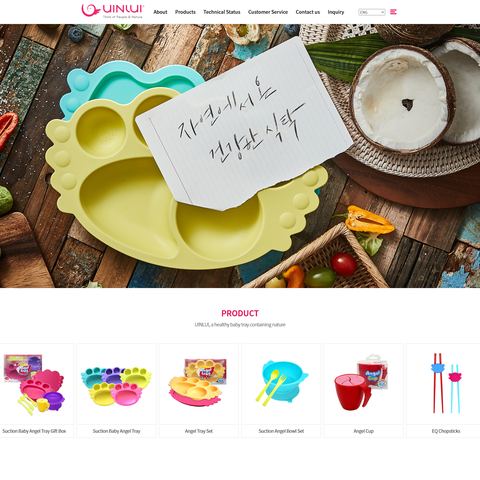 UINLUI
Think of People & Nature
About
Products
Technical Status
Customer Service
Contact us
Inquiry
ENG
자연에서 온
건강한 식탁
PRODUCT
UINLUI, a healthy baby tray containing nature
Suction Baby Angel Tray Gift Box
Suction Baby Angel Tray
Angel Tray Set
Suction Angel Bowl Set
Angel Cup
EQ Chopsticks